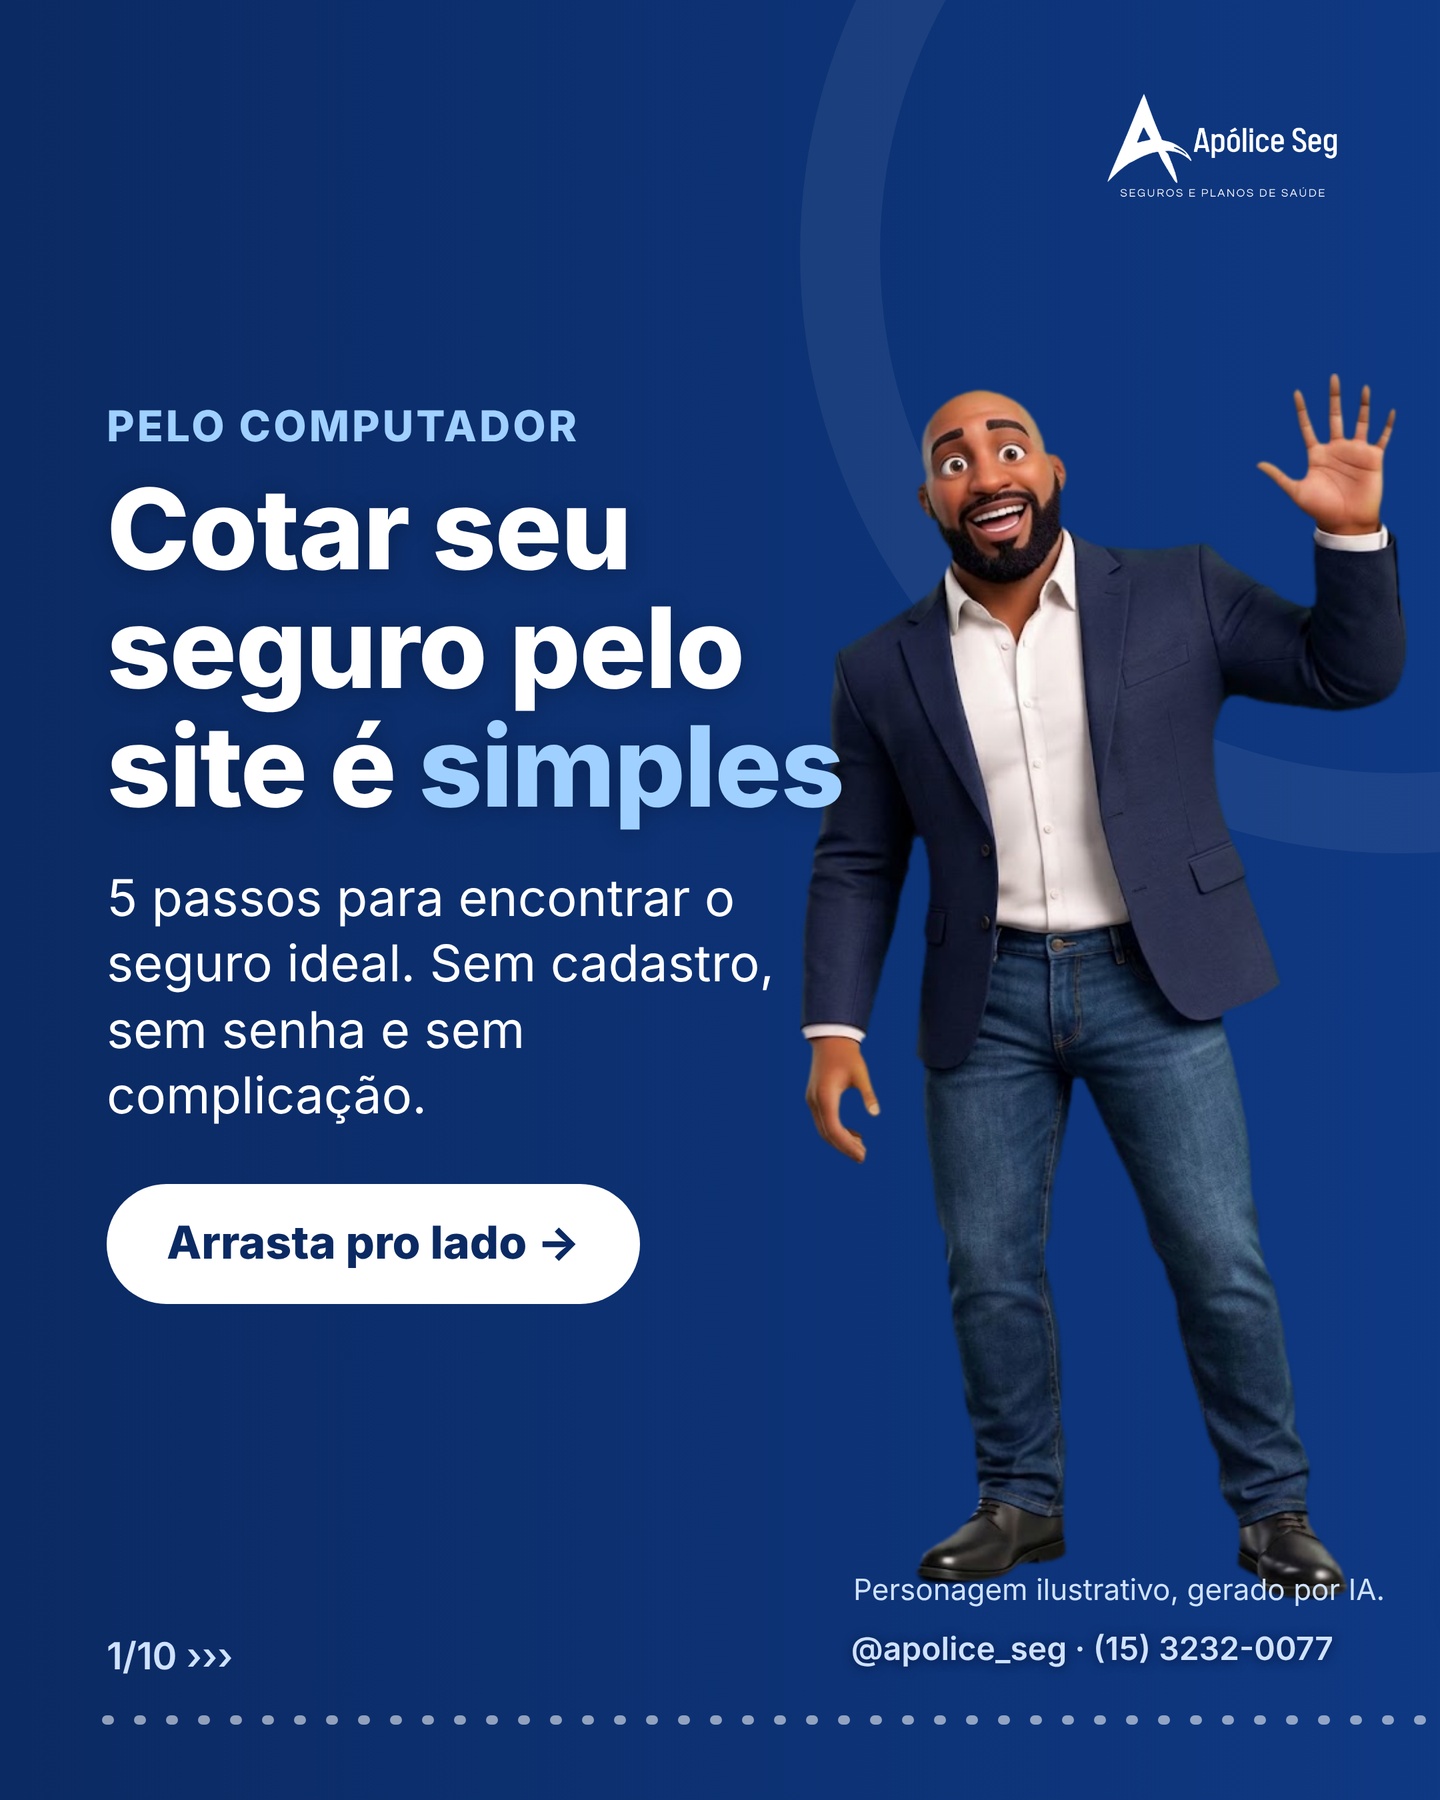 Apólice Seg
SEGUROS E PLANOS DE SAÚDE
PELO COMPUTADOR
Cotar seu
seguro pelo
site é simples
5 passos para encontrar o
seguro ideal. Sem cadastro,
sem senha e sem
complicação.
Arrasta pro lado →
Personagem ilustrativo, gerado por IA.
1/10 ›››
@apolice_seg · (15) 3232-0077